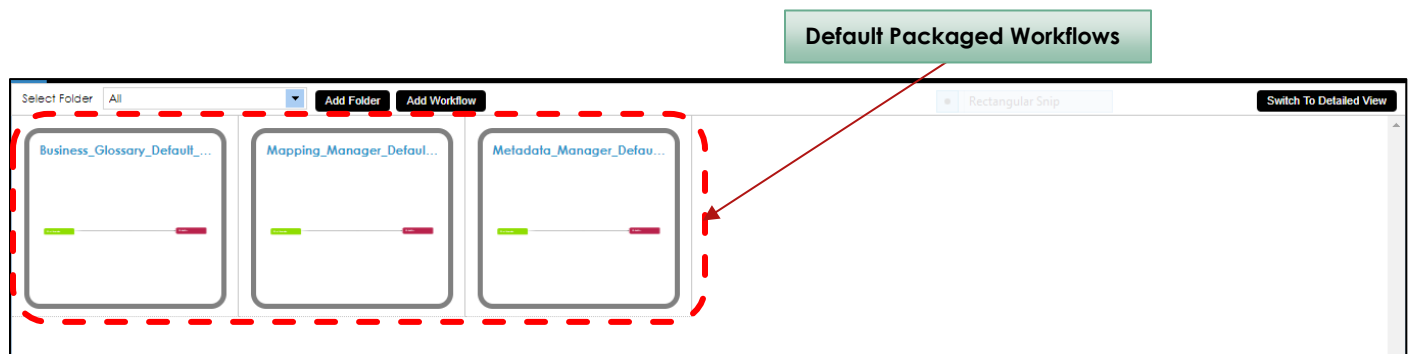 Default Packaged Workflows
Select Folder All Add Folder Add Workflow Rectangular Snip Switch To Detailed View
Business_Glossary_Default_... Mapping_Manager_Defaul... Metadata_Manager_Defau...